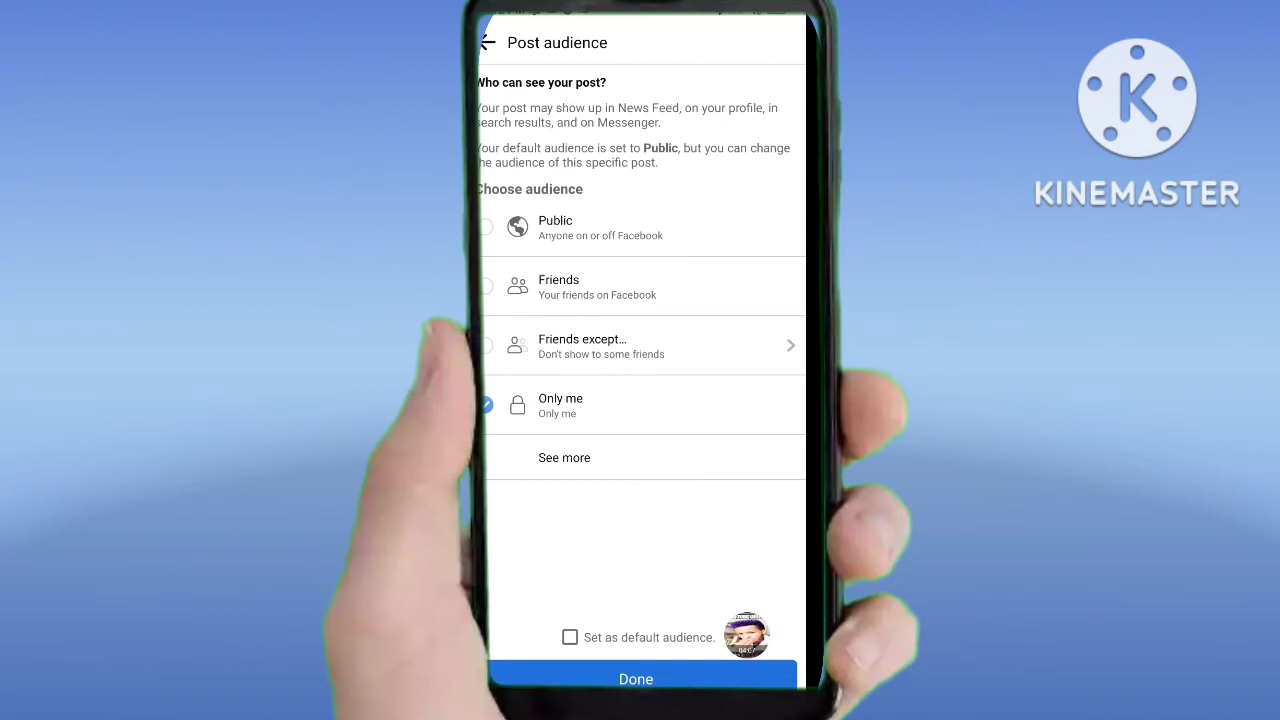 Post audience
Who can see your post?
Your post may show up in News Feed, on your profile, in
search results, and on Messenger.
Your default audience is set to Public, but you can change
the audience of this specific post.
Choose audience
Public
Anyone on or off Facebook
Friends
Your friends on Facebook
Friends except...
Don't show to some friends
Only me
Only me
See more
Set as default audience.
04:07
Done
K
KINEMASTER